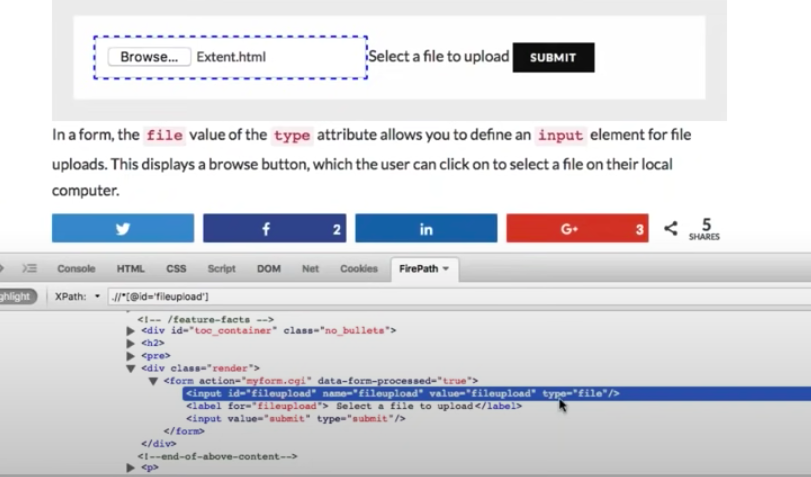 Browse... Extent.html Select a file to upload SUBMIT
In a form, the file value of the type attribute allows you to define an input element for file
uploads. This displays a browse button, which the user can click on to select a file on their local
computer.
f 2 in G+ 3 5
SHARES
Console HTML CSS Script DOM Net Cookies FirePath
XPath: .//*[@id='fileupload']
<!-- /feature-facts -->
<div id="toc_container" class="no_bullets">
<h2>
<pre>
<div class="render">
<form action="myform.cgi" data-form-processed="true">
<input id="fileupload" name="fileupload" value="fileupload" type="file"/>
<label for="fileupload"> Select a file to upload</label>
<input value="submit" type="submit"/>
</form>
</div>
<!--end-of-above-content-->
<p>